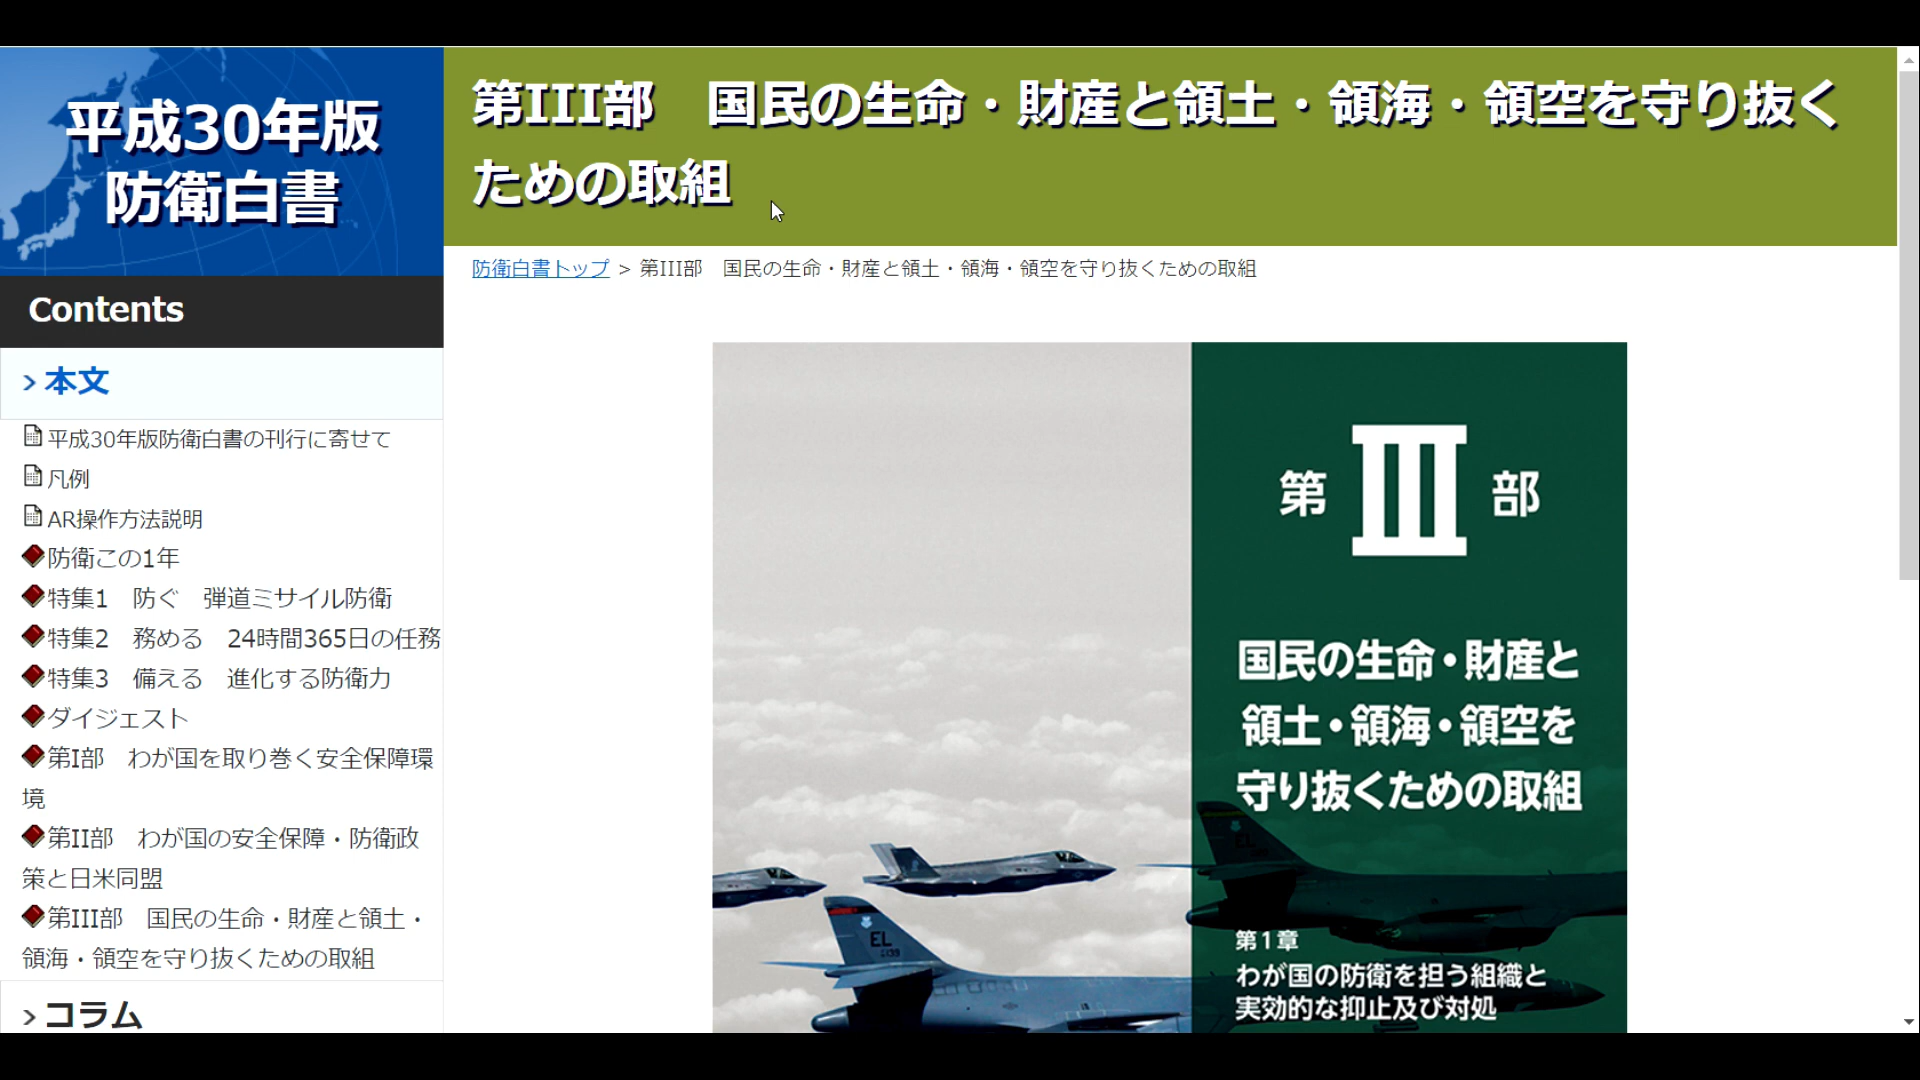 平成30年版
防衛白書
Contents
本文
平成30年版防衛白書の刊行に寄せて
凡例
AR操作方法説明
防衛この1年
特集1　防ぐ　弾道ミサイル防衛
特集2　務める　24時間365日の任務
特集3　備える　進化する防衛力
ダイジェスト
第I部　わが国を取り巻く安全保障環
境
第II部　わが国の安全保障・防衛政
策と日米同盟
第III部　国民の生命・財産と領土・
領海・領空を守り抜くための取組
コラム
第III部　国民の生命・財産と領土・領海・領空を守り抜く
ための取組
防衛白書トップ > 第III部　国民の生命・財産と領土・領海・領空を守り抜くための取組
第 III 部
国民の生命・財産と
領土・領海・領空を
守り抜くための取組
第1章
わが国の防衛を担う組織と
実効的な抑止及び対処
EL